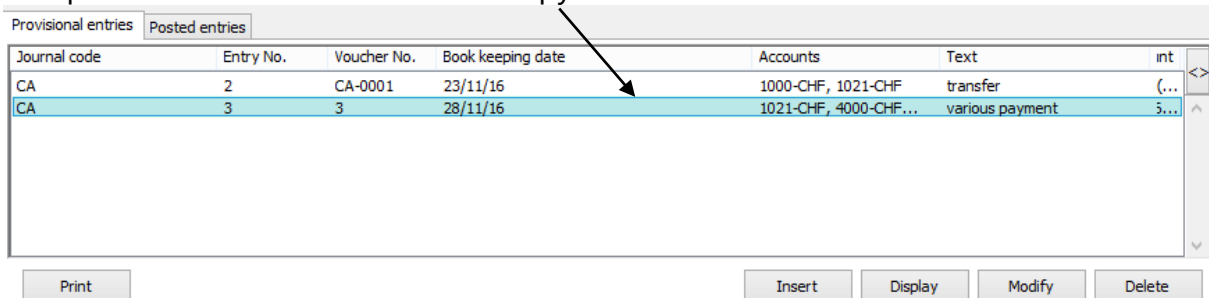 Provisional entries Posted entries
Journal code Entry No. Voucher No. Book keeping date Accounts Text
<>
CA 2 CA-0001 23/11/16 1000-CHF, 1021-CHF transfer (...
CA 3 3 28/11/16 1021-CHF, 4000-CHF... various payment
Print Insert Display Modify Delete